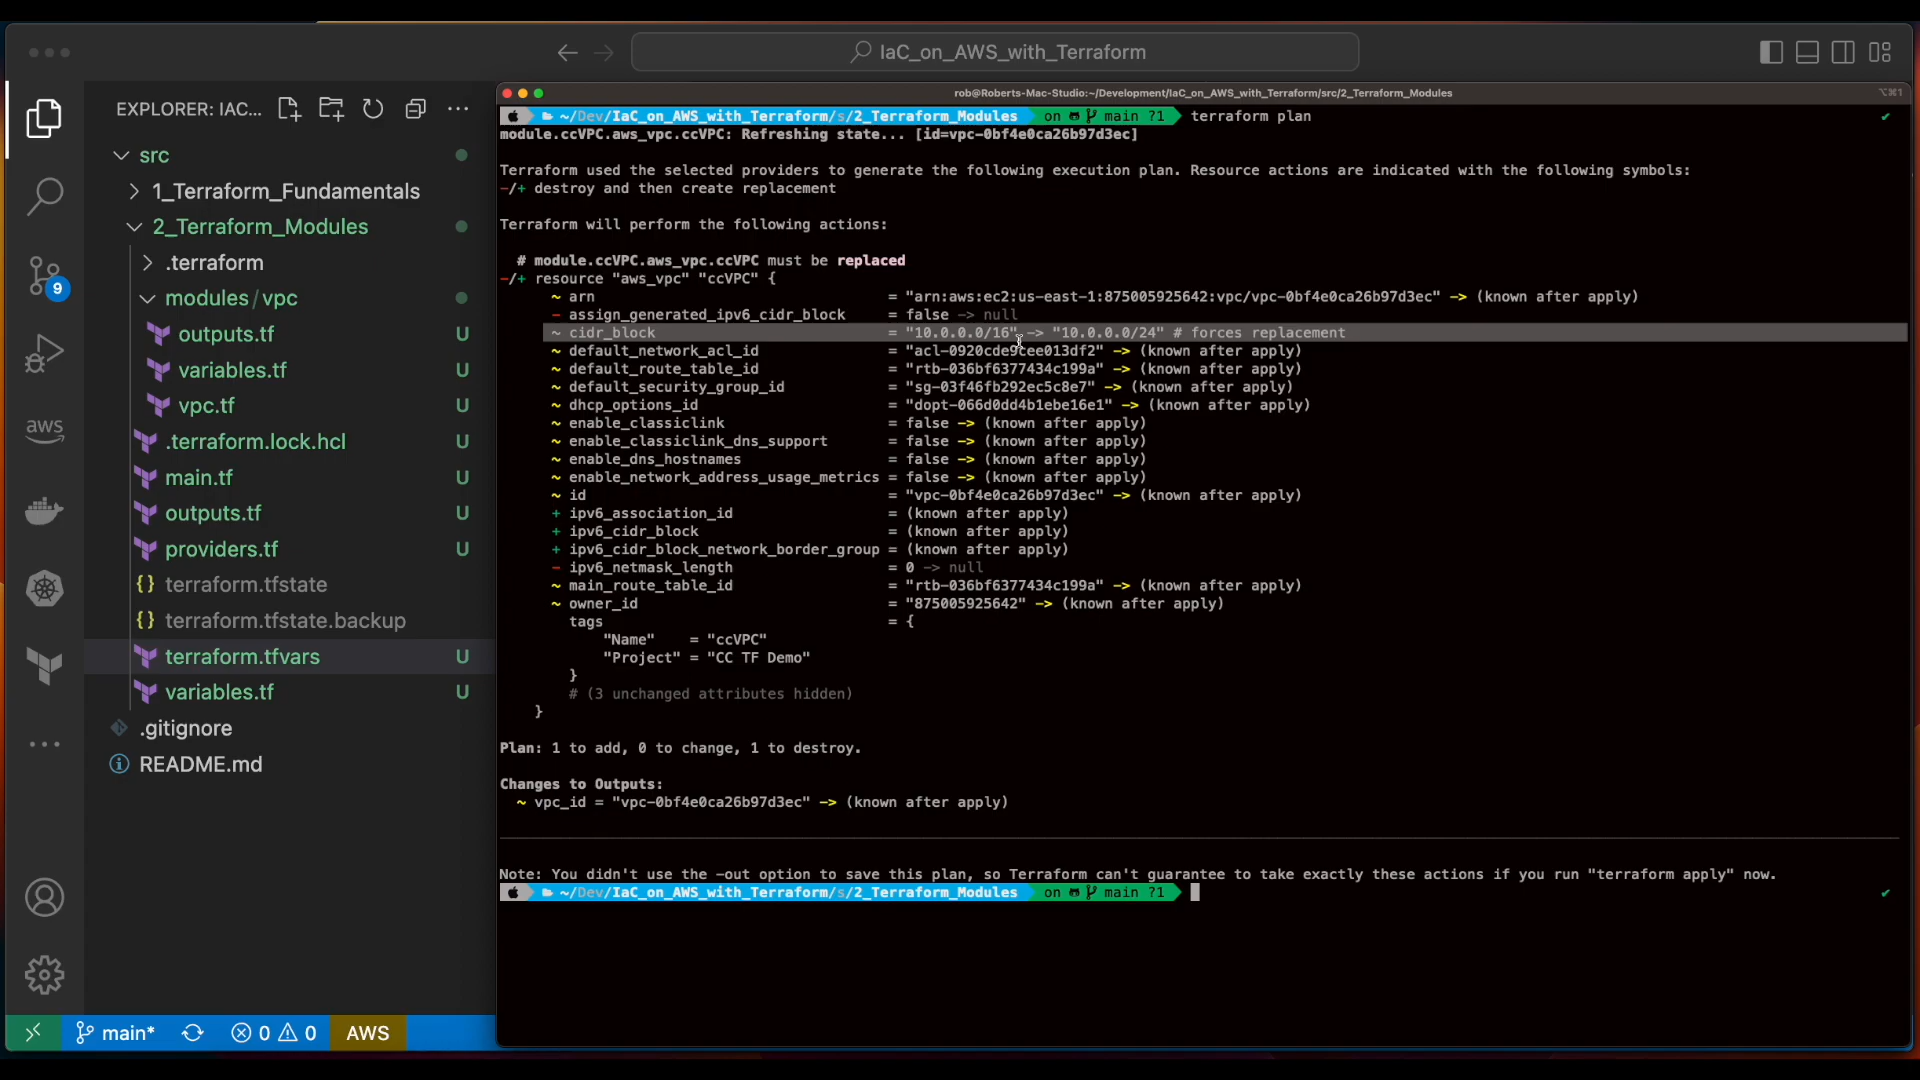 IaC_on_AWS_with_Terraform
EXPLORER: IAC...
src
1_Terraform_Fundamentals
2_Terraform_Modules
.terraform
modules/vpc
outputs.tf U
variables.tf U
vpc.tf U
.terraform.lock.hcl U
main.tf U
outputs.tf U
providers.tf U
terraform.tfstate
terraform.tfstate.backup
terraform.tfvars U
variables.tf U
.gitignore
README.md
9
aws
main*
0 0
AWS
rob@Roberts-Mac-Studio:~/Development/IaC_on_AWS_with_Terraform/src/2_Terraform_Modules
⌥⌘1
~/Dev/IaC_on_AWS_with_Terraform/s/2_Terraform_Modules on main ?1 terraform plan
module.ccVPC.aws_vpc.ccVPC: Refreshing state... [id=vpc-0bf4e0ca26b97d3ec]
Terraform used the selected providers to generate the following execution plan. Resource actions are indicated with the following symbols:
-/+ destroy and then create replacement
Terraform will perform the following actions:
# module.ccVPC.aws_vpc.ccVPC must be replaced
-/+ resource "aws_vpc" "ccVPC" {
~ arn = "arn:aws:ec2:us-east-1:875005925642:vpc/vpc-0bf4e0ca26b97d3ec" -> (known after apply)
- assign_generated_ipv6_cidr_block = false -> null
~ cidr_block = "10.0.0.0/16" -> "10.0.0.0/24" # forces replacement
~ default_network_acl_id = "acl-0920cde9fcee013df2" -> (known after apply)
~ default_route_table_id = "rtb-036bf6377434c199a" -> (known after apply)
~ default_security_group_id = "sg-03f46fb292ec5c8e7" -> (known after apply)
~ dhcp_options_id = "dopt-066d0dd4b1ebe16e1" -> (known after apply)
~ enable_classiclink = false -> (known after apply)
~ enable_classiclink_dns_support = false -> (known after apply)
~ enable_dns_hostnames = false -> (known after apply)
~ enable_network_address_usage_metrics = false -> (known after apply)
~ id = "vpc-0bf4e0ca26b97d3ec" -> (known after apply)
+ ipv6_association_id = (known after apply)
+ ipv6_cidr_block = (known after apply)
+ ipv6_cidr_block_network_border_group = (known after apply)
- ipv6_netmask_length = 0 -> null
~ main_route_table_id = "rtb-036bf6377434c199a" -> (known after apply)
~ owner_id = "875005925642" -> (known after apply)
tags = {
"Name" = "ccVPC"
"Project" = "CC TF Demo"
}
# (3 unchanged attributes hidden)
}
Plan: 1 to add, 0 to change, 1 to destroy.
Changes to Outputs:
~ vpc_id = "vpc-0bf4e0ca26b97d3ec" -> (known after apply)
Note: You didn't use the -out option to save this plan, so Terraform can't guarantee to take exactly these actions if you run "terraform apply" now.
~/Dev/IaC_on_AWS_with_Terraform/s/2_Terraform_Modules on main ?1